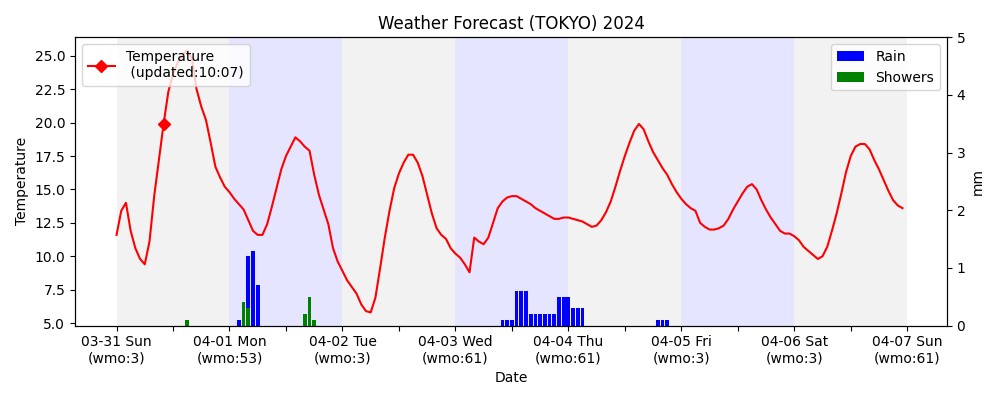 Weather Forecast (TOKYO) 2024
Temperature
(updated:10:07)
Rain
Showers
25.0
22.5
20.0
17.5
15.0
12.5
10.0
7.5
5.0
Temperature
5
4
3
2
1
0
mm
03-31 Sun 04-01 Mon 04-02 Tue 04-03 Wed 04-04 Thu 04-05 Fri 04-06 Sat 04-07 Sun
(wmo:3) (wmo:53) (wmo:3) (wmo:61) (wmo:61) (wmo:3) (wmo:3) (wmo:61)
Date